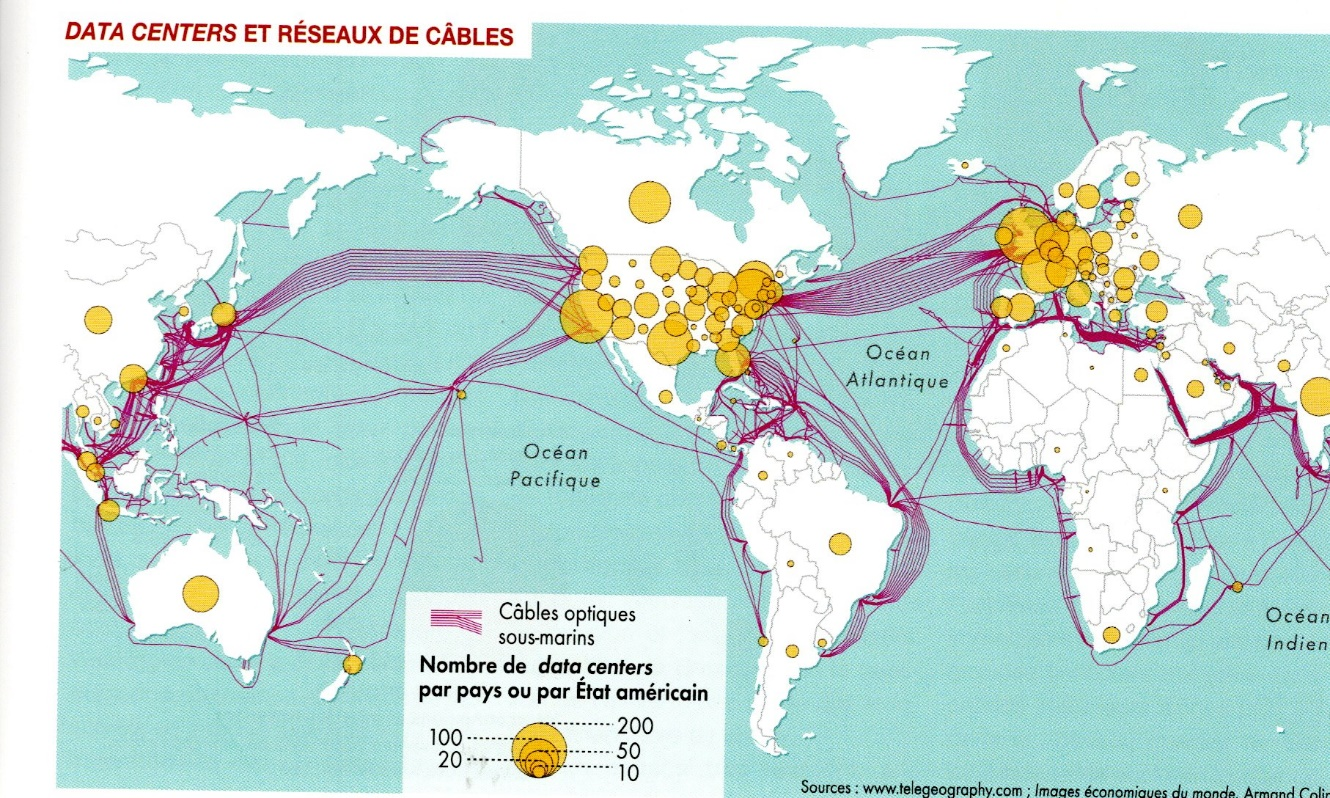 DATA CENTERS ET RÉSEAUX DE CÂBLES
Océan
Atlantique
Océan
Pacifique
Océan
Indien
Câbles optiques
sous-marins
Nombre de data centers
par pays ou par État américain
200
100
50
20
10
Sources : www.telegeography.com ; Images économiques du monde, Armand Colin